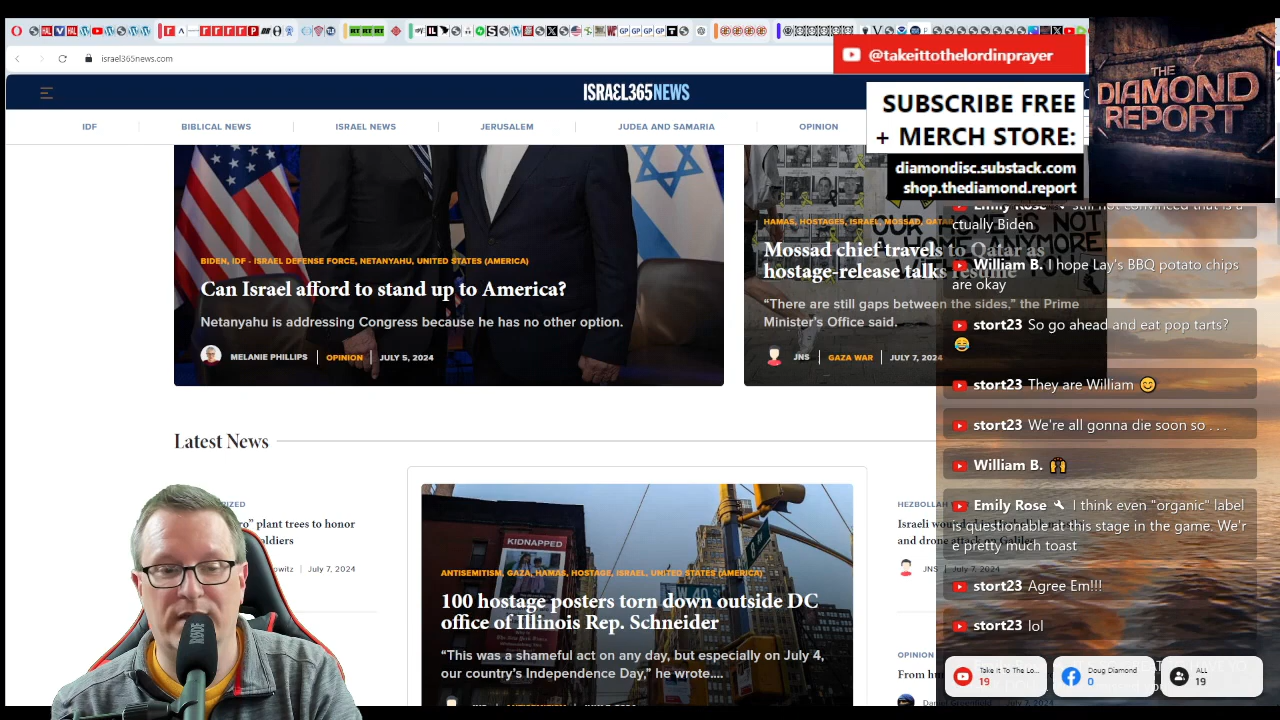 israel365news.com
@takeittothelordinprayer
THE
DIAMOND
REPORT
ISRAEL365NEWS
SUBSCRIBE FREE
+ MERCH STORE:
diamondisc.substack.com
shop.thediamond.report
IDF
BIBLICAL NEWS
ISRAEL NEWS
JERUSALEM
JUDEA AND SAMARIA
OPINION
BIDEN, IDF - ISRAEL DEFENSE FORCE, NETANYAHU, UNITED STATES (AMERICA)
Can Israel afford to stand up to America?
Netanyahu is addressing Congress because he has no other option.
MELANIE PHILLIPS
OPINION
JULY 5, 2024
HAMAS, HOSTAGES, ISRAEL, MOSSAD, QATAR
Mossad chief travels to Qatar as
hostage-release talks resume
“There are still gaps between the sides,” the Prime
Minister’s Office said.
JNS
GAZA WAR
JULY 7, 2024
Latest News
” plant trees to honor
July 7, 2024
KIDNAPPED
8 AV
W 40 St
ANTISEMITISM, GAZA, HAMAS, HOSTAGE, ISRAEL, UNITED STATES (AMERICA)
100 hostage posters torn down outside DC
office of Illinois Rep. Schneider
“This was a shameful act on any day, but especially on July 4,
our country’s Independence Day,” he wrote....
HEZBOLLAH
JNS
July 7, 2024
OPINION
Emily Rose still not convinced that is a
ctually Biden
William B. I hope Lay's BBQ potato chips
are okay
stort23 So go ahead and eat pop tarts?
😂
stort23 They are William 😊
stort23 We're all gonna die soon so . . .
William B. 🙌
Emily Rose I think even "organic" label
is questionable at this stage in the game. We'r
e pretty much toast
stort23 Agree Em!!!
stort23 lol
Take It To The Lo...
19
Doug Diamond
0
ALL
19